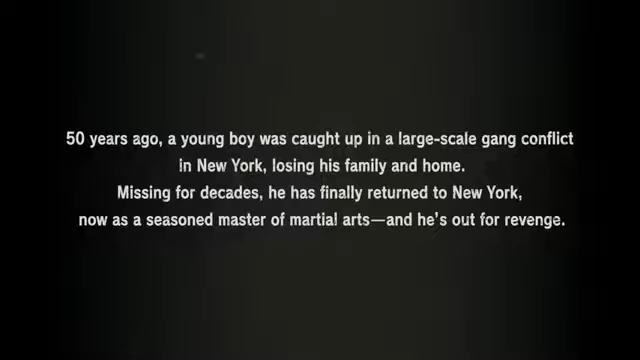 50 years ago, a young boy was caught up in a large-scale gang conflict
in New York, losing his family and home.
Missing for decades, he has finally returned to New York,
now as a seasoned master of martial arts—and he's out for revenge.